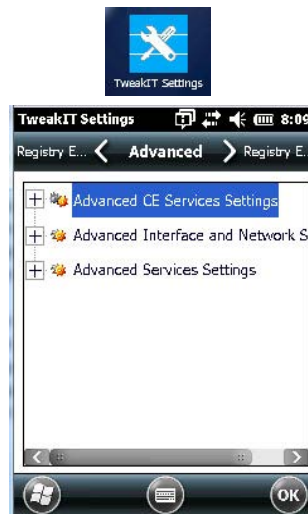 TweakIT Settings
TweakIT Settings 8:09
Registry E... Advanced Registry E..
Advanced CE Services Settings
Advanced Interface and Network S
Advanced Services Settings
OK